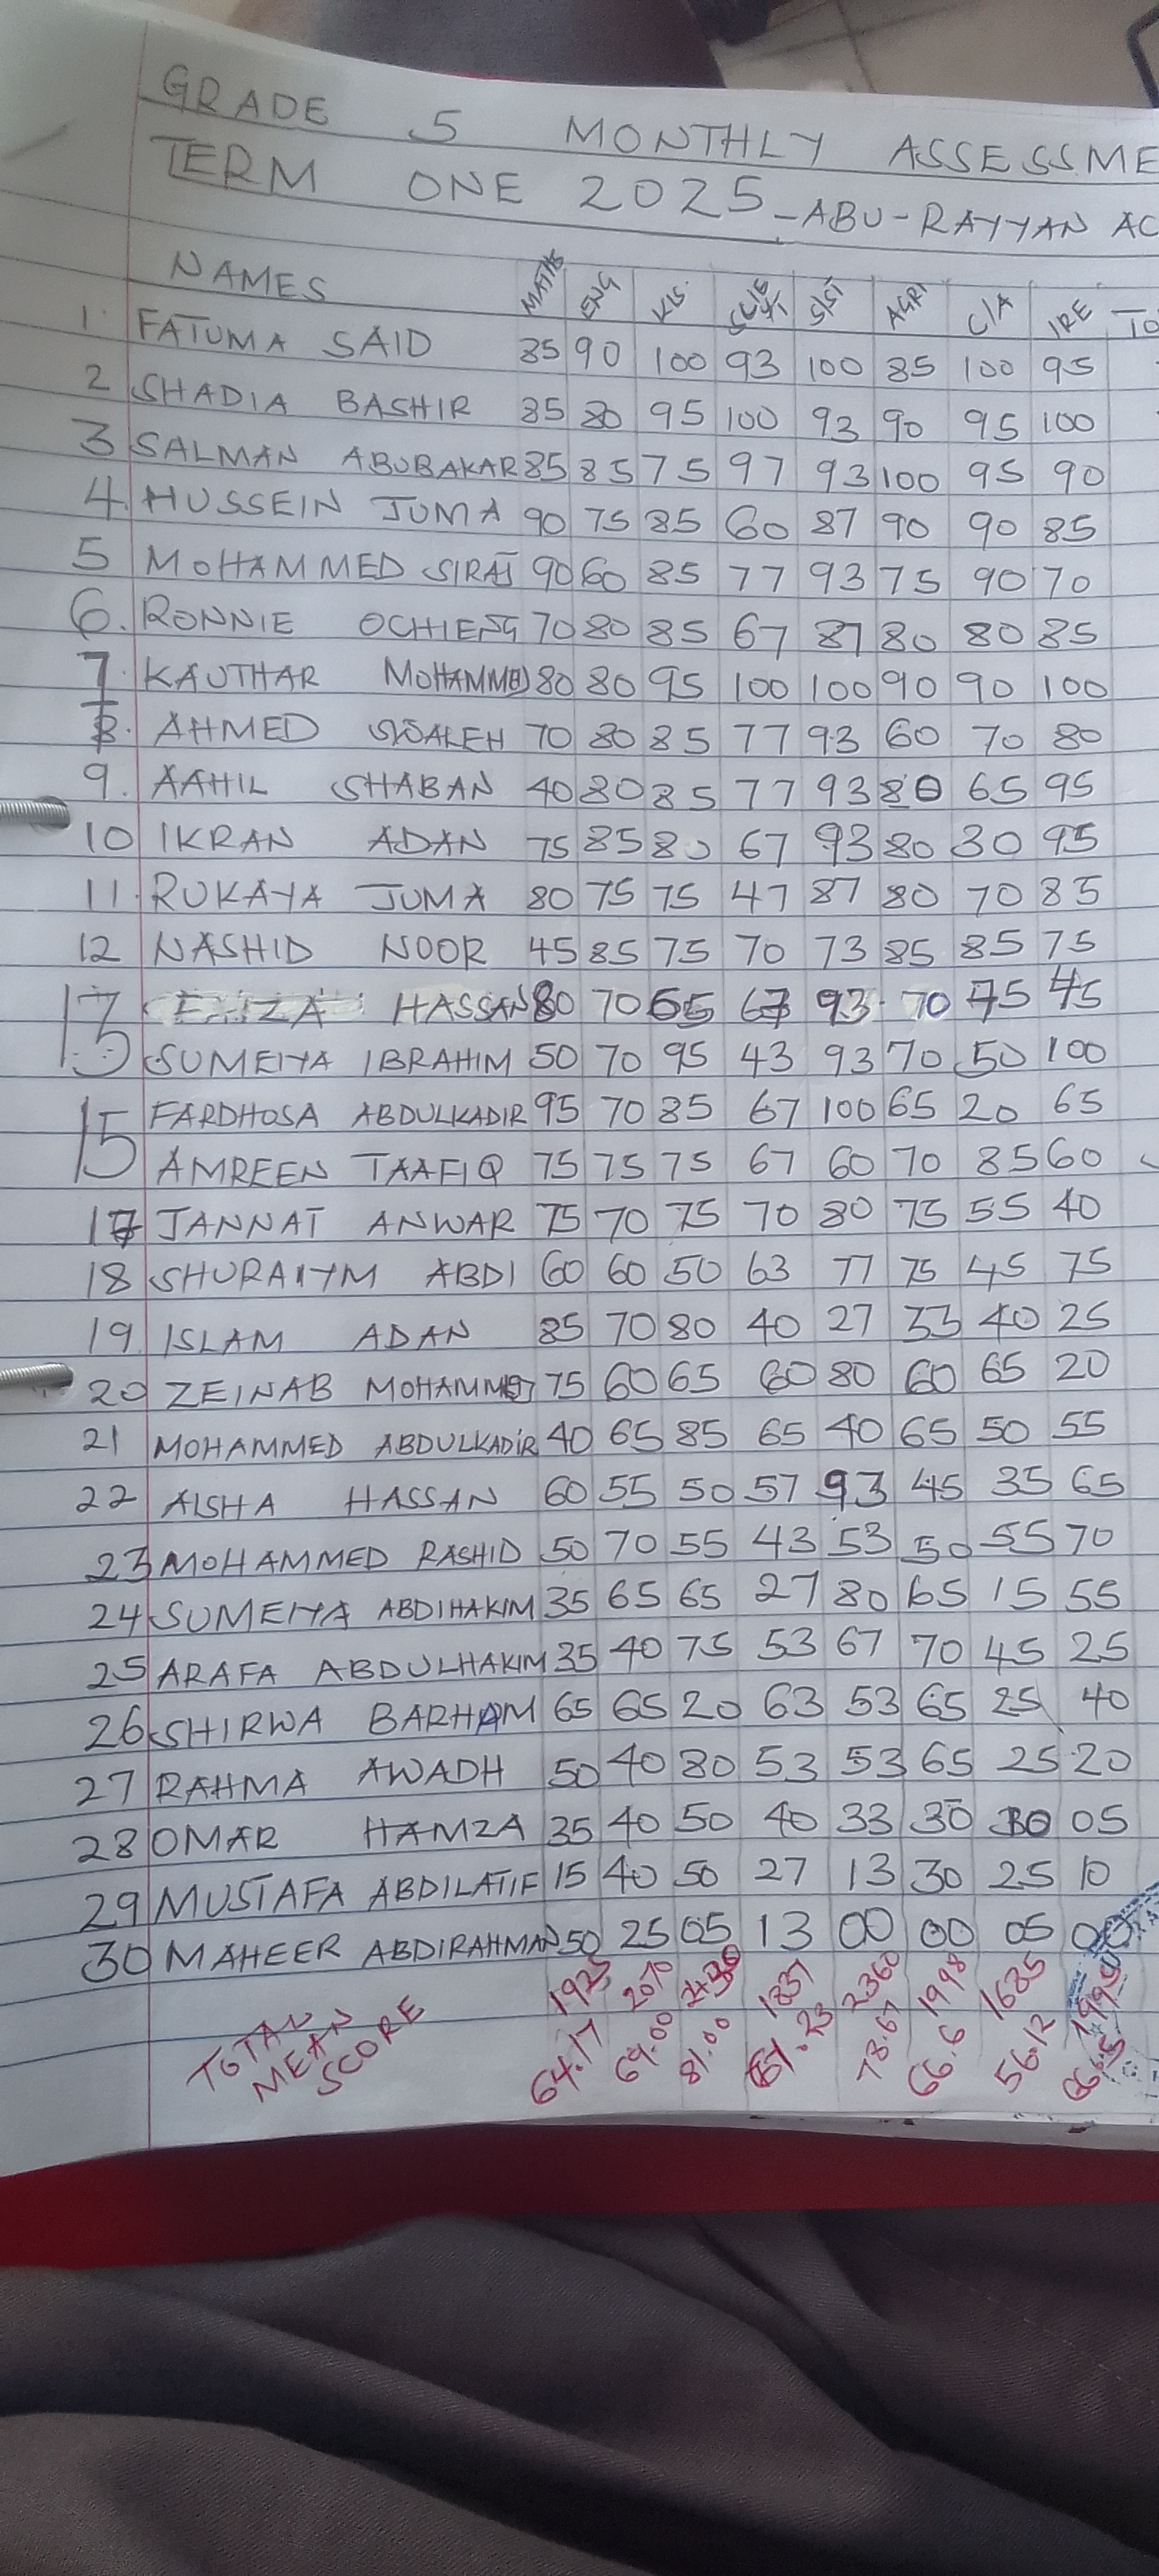 GRADE 5 MONTHLY ASSESSME
TERM ONE 2025 - ABU-RAYYAN AC
NAMES MATHS ENG KIS. SCIE/T SIST AGRI C/A IRE TO
1. FATUMA SAID 85 90 100 93 100 85 100 95
2 SHADIA BASHIR 85 80 95 100 93 90 95 100
3 SALMAN ABUBAKAR 85 85 75 97 93 100 95 90
4. HUSSEIN JUMA 90 75 85 60 87 90 90 85
5 MOHAMMED SIRAJ 90 60 85 77 93 75 90 70
6. RONNIE OCHIENG 70 80 85 67 87 80 80 85
7. KAUTHAR MOHAMMED 80 80 95 100 100 90 90 100
8. AHMED SWALEH 70 80 85 77 93 60 70 80
9. AAHIL SHABAN 40 80 85 77 93 80 65 95
10 IKRAN ADAN 75 85 80 67 93 80 30 95
11. RUKAYA JUMA 80 75 75 47 87 80 70 85
12 NASHID NOOR 45 85 75 70 73 85 85 75
13 HASSAN 80 70 65 67 93 70 75 45
SUMEIYA IBRAHIM 50 70 95 43 93 70 50 100
15 FARDHOSA ABDULKADIR 95 70 85 67 100 65 20 65
AMREEN TAAFIQ 75 75 75 67 60 70 85 60
17 JANNAT ANWAR 75 70 75 70 80 75 55 40
18 SHURAIYM ABDI 60 60 50 63 77 75 45 75
19. ISLAM ADAN 85 70 80 40 27 33 40 25
20 ZEINAB MOHAMMED 75 60 65 60 80 60 65 20
21 MOHAMMED ABDULKADIR 40 65 85 65 40 65 50 55
22 AISHA HASSAN 60 55 50 57 93 45 35 65
23 MOHAMMED RASHID 50 70 55 43 53 50 55 70
24 SUMEIYA ABDIHAKIM 35 65 65 27 80 65 15 55
25 ARAFA ABDULHAKIM 35 40 75 53 67 70 45 25
26 SHIRWA BARHAM 65 65 20 63 53 65 25 40
27 RAHMA AWADH 50 40 80 53 53 65 25 20
28 OMAR HAMZA 35 40 50 40 33 30 30 05
29 MUSTAFA ABDILATIF 15 40 50 27 13 30 25 10
30 MAHEER ABDIRAHMAN 50 25 05 13 00 00 05 00
TOTAL 1925 2070 2430 1837 2360 1998 1685 1995
MEAN SCORE 64.17 69.00 81.00 61.23 78.67 66.6 56.12 66.5